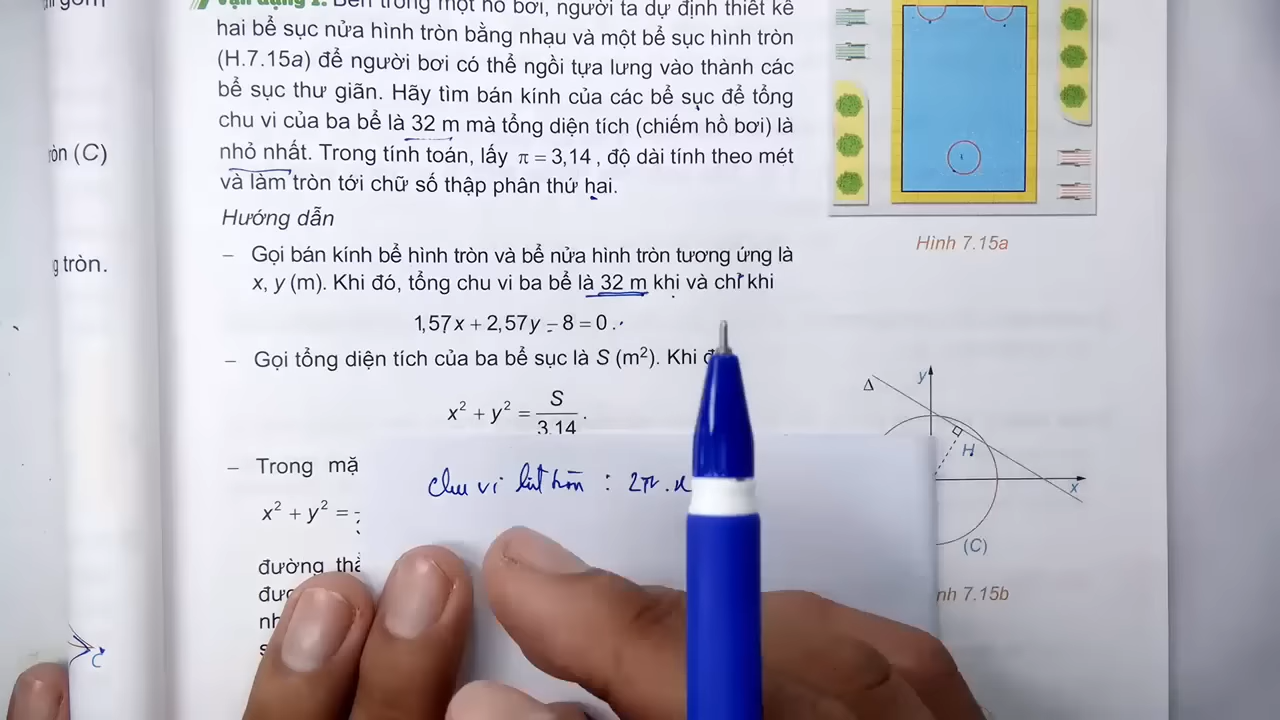 Vận dụng 2. Bên trong một hồ bơi, người ta dự định thiết kế
hai bể sục nửa hình tròn bằng nhau và một bể sục hình tròn
(H.7.15a) để người bơi có thể ngồi tựa lưng vào thành các
bể sục thư giãn. Hãy tìm bán kính của các bể sục để tổng
chu vi của ba bể là 32 m mà tổng diện tích (chiếm hồ bơi) là
nhỏ nhất. Trong tính toán, lấy π = 3,14 , độ dài tính theo mét
và làm tròn tới chữ số thập phân thứ hai.
Hướng dẫn
– Gọi bán kính bể hình tròn và bể nửa hình tròn tương ứng là
x, y (m). Khi đó, tổng chu vi ba bể là 32 m khi và chỉ khi
1,57x + 2,57y – 8 = 0 .
– Gọi tổng diện tích của ba bể sục là S (m²). Khi
x² + y² = S / 3,14 .
– Trong mặ
x² + y² =
đường
Hình 7.15a
Δ
y
H
x
(C)
7.15b
ròn (C)
tròn.
C
chu vi
: 2π.x